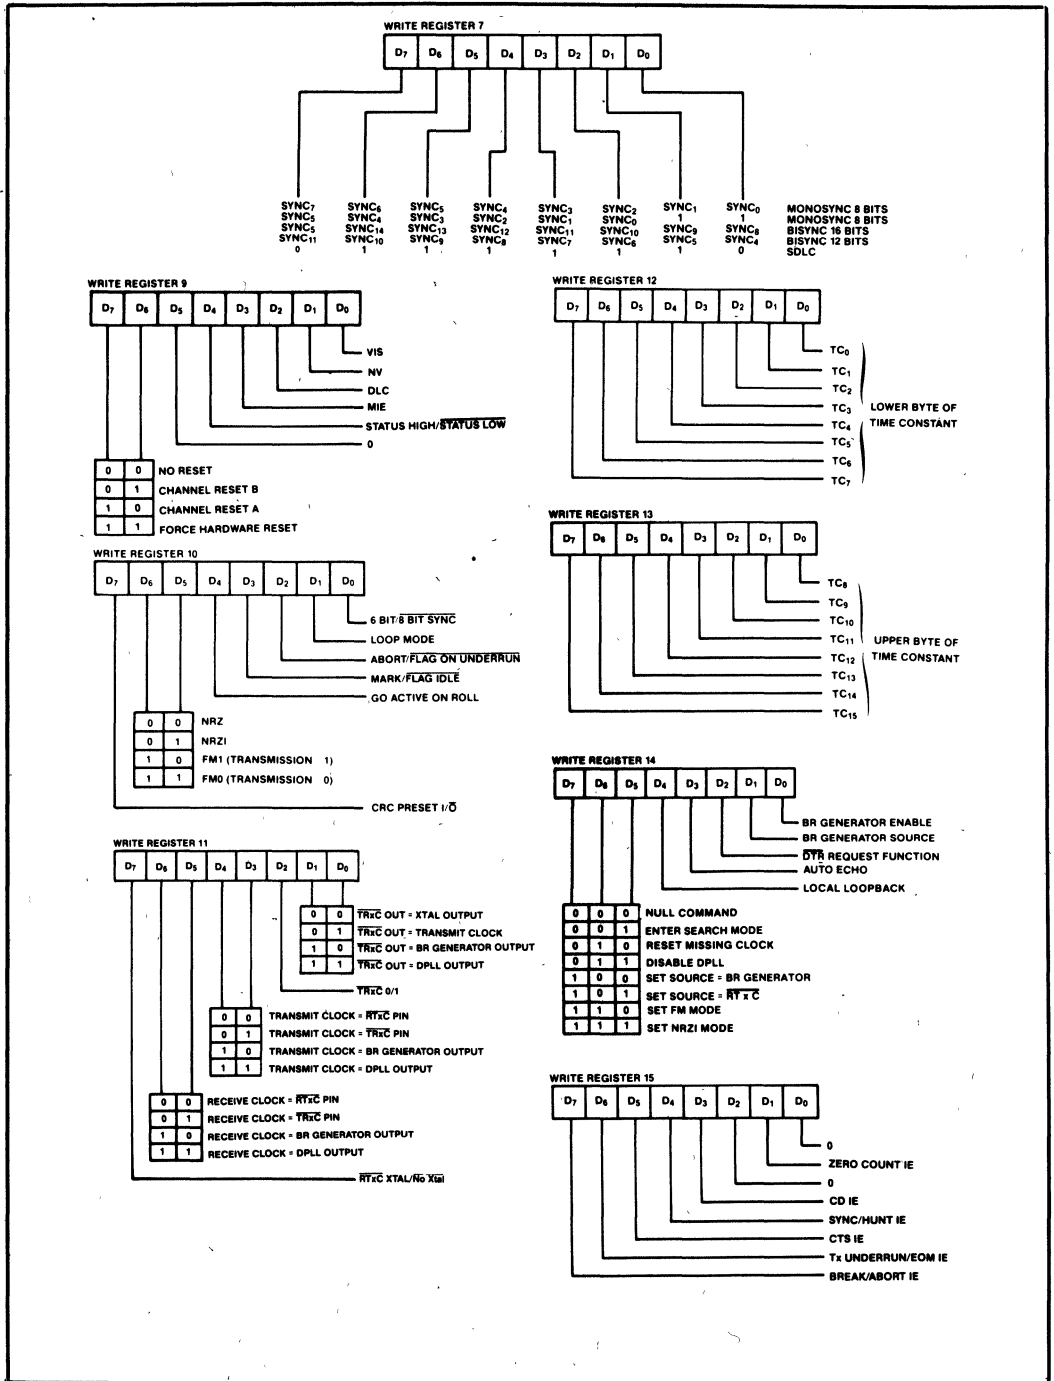 WRITE REGISTER 7
D7 D6 D5 D4 D3 D2 D1 D0
SYNC7 SYNC6 SYNC5 SYNC4 SYNC3 SYNC2 SYNC1 SYNC0 MONOSYNC 8 BITS
SYNC5 SYNC4 SYNC3 SYNC2 SYNC1 SYNC0 1 1 MONOSYNC 8 BITS
SYNC5 SYNC14 SYNC13 SYNC12 SYNC11 SYNC10 SYNC9 SYNC8 BISYNC 16 BITS
SYNC11 SYNC10 SYNC9 SYNC8 SYNC7 SYNC6 SYNC5 SYNC4 BISYNC 12 BITS
0 1 1 1 1 1 1 0 SDLC
WRITE REGISTER 9
D7 D6 D5 D4 D3 D2 D1 D0
VIS
NV
DLC
MIE
STATUS HIGH/STATUS LOW
0
0 0 NO RESET
0 1 CHANNEL RESET B
1 0 CHANNEL RESET A
1 1 FORCE HARDWARE RESET
WRITE REGISTER 10
D7 D6 D5 D4 D3 D2 D1 D0
6 BIT/8 BIT SYNC
LOOP MODE
ABORT/FLAG ON UNDERRUN
MARK/FLAG IDLE
GO ACTIVE ON ROLL
0 0 NRZ
0 1 NRZI
1 0 FM1 (TRANSMISSION 1)
1 1 FM0 (TRANSMISSION 0)
CRC PRESET I/O
WRITE REGISTER 11
D7 D6 D5 D4 D3 D2 D1 D0
0 0 TRxC OUT = XTAL OUTPUT
0 1 TRxC OUT = TRANSMIT CLOCK
1 0 TRxC OUT = BR GENERATOR OUTPUT
1 1 TRxC OUT = DPLL OUTPUT
TRxC 0/1
0 0 TRANSMIT CLOCK = RTxC PIN
0 1 TRANSMIT CLOCK = TRxC PIN
1 0 TRANSMIT CLOCK = BR GENERATOR OUTPUT
1 1 TRANSMIT CLOCK = DPLL OUTPUT
0 0 RECEIVE CLOCK = RTxC PIN
0 1 RECEIVE CLOCK = TRxC PIN
1 0 RECEIVE CLOCK = BR GENERATOR OUTPUT
1 1 RECEIVE CLOCK = DPLL OUTPUT
RTxC XTAL/No Xtal
WRITE REGISTER 12
D7 D6 D5 D4 D3 D2 D1 D0
TC0
TC1
TC2
TC3 LOWER BYTE OF
TC4 TIME CONSTANT
TC5
TC6
TC7
WRITE REGISTER 13
D7 D6 D5 D4 D3 D2 D1 D0
TC8
TC9
TC10
TC11 UPPER BYTE OF
TC12 TIME CONSTANT
TC13
TC14
TC15
WRITE REGISTER 14
D7 D6 D5 D4 D3 D2 D1 D0
BR GENERATOR ENABLE
BR GENERATOR SOURCE
DTR REQUEST FUNCTION
AUTO ECHO
LOCAL LOOPBACK
0 0 0 NULL COMMAND
0 0 1 ENTER SEARCH MODE
0 1 0 RESET MISSING CLOCK
0 1 1 DISABLE DPLL
1 0 0 SET SOURCE = BR GENERATOR
1 0 1 SET SOURCE = RT x C
1 1 0 SET FM MODE
1 1 1 SET NRZI MODE
WRITE REGISTER 15
D7 D6 D5 D4 D3 D2 D1 D0
0
ZERO COUNT IE
0
CD IE
SYNC/HUNT IE
CTS IE
Tx UNDERRUN/EOM IE
BREAK/ABORT IE